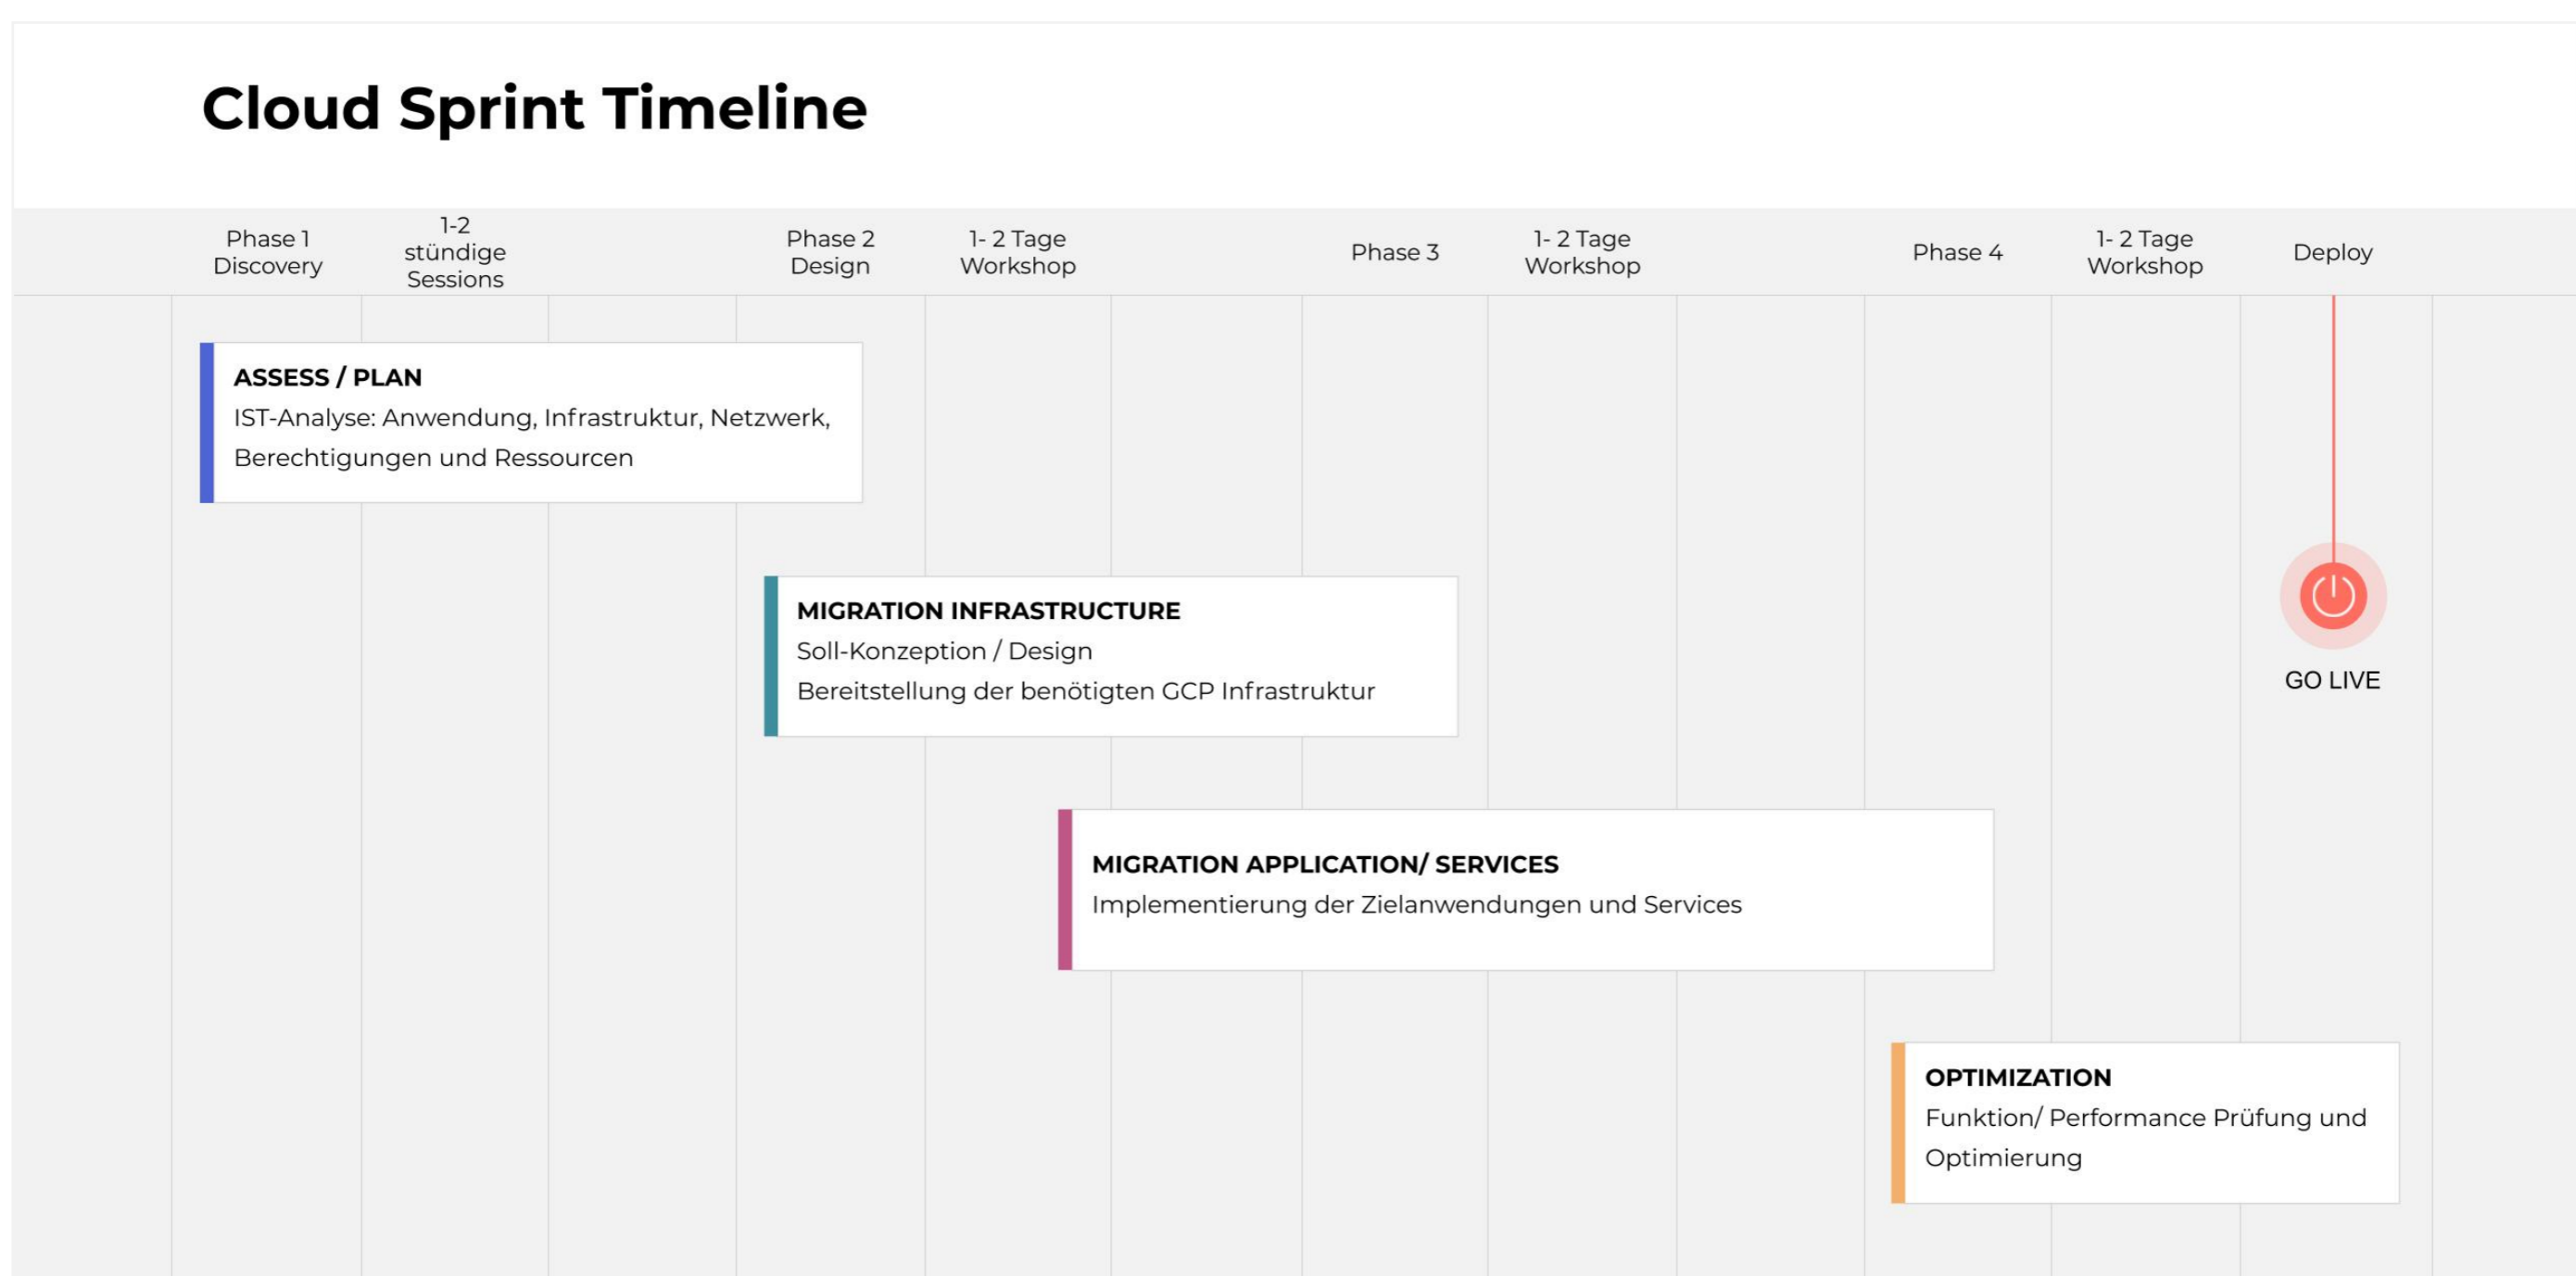 Cloud Sprint Timeline
Phase 1
Discovery
1-2
stündige
Sessions
Phase 2
Design
1- 2 Tage
Workshop
Phase 3
1- 2 Tage
Workshop
Phase 4
1- 2 Tage
Workshop
Deploy
ASSESS / PLAN
IST-Analyse: Anwendung, Infrastruktur, Netzwerk,
Berechtigungen und Ressourcen
MIGRATION INFRASTRUCTURE
Soll-Konzeption / Design
Bereitstellung der benötigten GCP Infrastruktur
GO LIVE
MIGRATION APPLICATION/ SERVICES
Implementierung der Zielanwendungen und Services
OPTIMIZATION
Funktion/ Performance Prüfung und
Optimierung